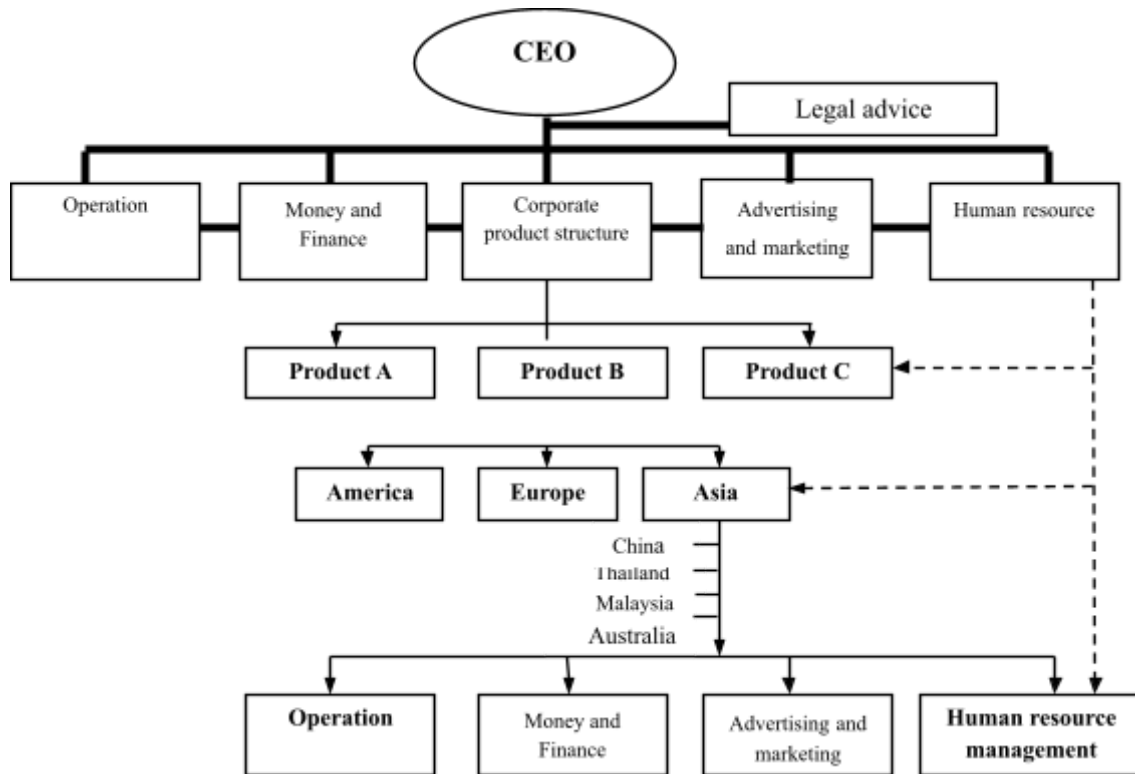 CEO
Legal advice
Operation
Money and
Finance
Corporate
product structure
Advertising
and marketing
Human resource
Product A
Product B
Product C
America
Europe
Asia
China
Thailand
Malaysia
Australia
Operation
Money and
Finance
Advertising and
marketing
Human resource
management